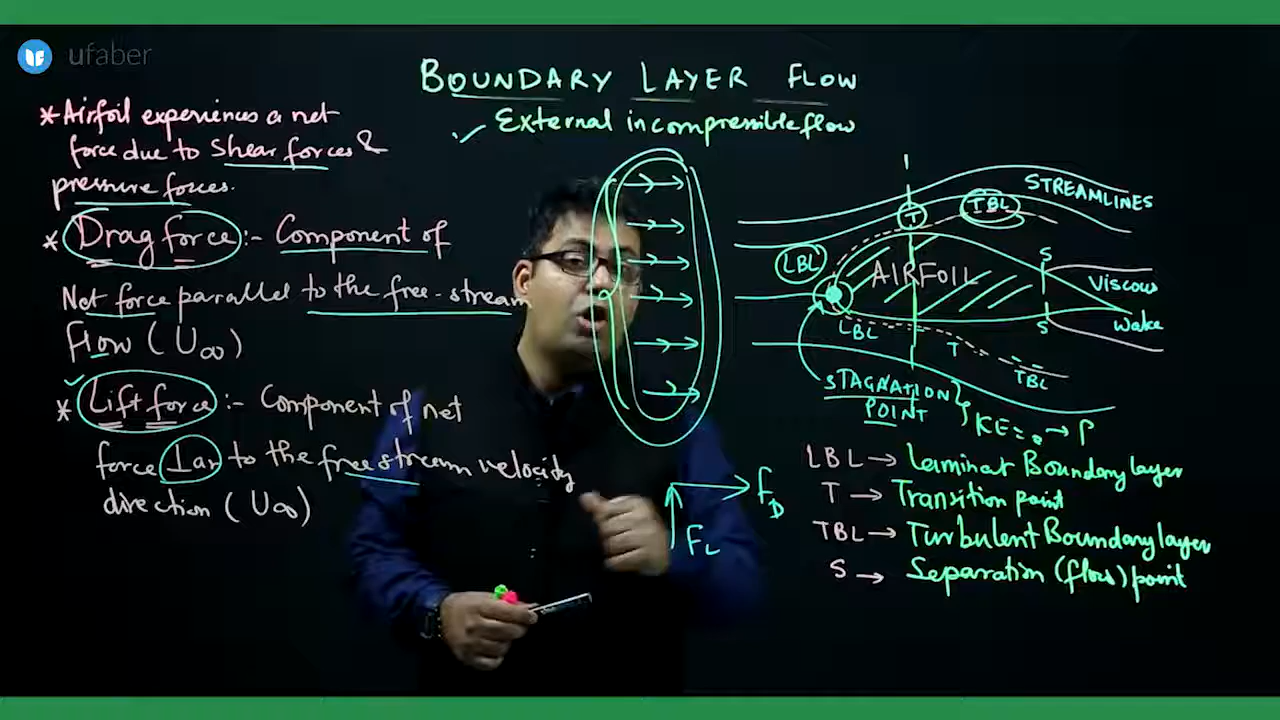 ufaber
BOUNDARY LAYER FLOW
External incompressible flow
* Airfoil experiences a net
force due to shear forces &
pressure forces.
* Drag force :- Component of
Net force parallel to the free-stream
flow (U∞)
* Lift force :- Component of net
force ⊥ar to the free stream velocity
direction (U∞)
F_D
F_L
STREAMLINES
T
TBL
LBL
AIRFOIL
S
Viscous
S
Wake
LBL
T
TBL
STAGNATION
POINT
KE=0 → P
LBL → Laminar Boundary layer
T → Transition point
TBL → Turbulent Boundary layer
S → Separation (flow) point